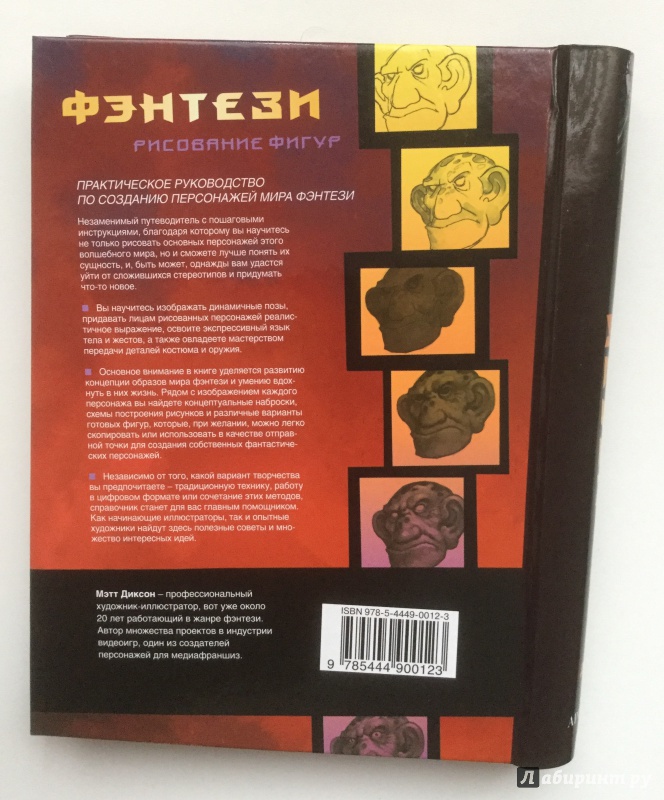 ФЭНТЕЗИ
РИСОВАНИЕ ФИГУР
ПРАКТИЧЕСКОЕ РУКОВОДСТВО
ПО СОЗДАНИЮ ПЕРСОНАЖЕЙ МИРА ФЭНТЕЗИ
Незаменимый путеводитель с пошаговыми
инструкциями, благодаря которому вы научитесь
не только рисовать основных персонажей этого
волшебного мира, но и сможете лучше понять их
сущность, и, быть может, однажды вам удастся
уйти от сложившихся стереотипов и придумать
что-то новое.
Вы научитесь изображать динамичные позы,
придавать лицам рисованных персонажей реалис-
тичное выражение, освоите экспрессивный язык
тела и жестов, а также овладеете мастерством
передачи деталей костюма и оружия.
Основное внимание в книге уделяется развитию
концепции образов мира фэнтези и умению вдох-
нуть в них жизнь. Рядом с изображением каждого
персонажа вы найдете концептуальные наброски,
схемы построения рисунков и различные варианты
готовых фигур, которые, при желании, можно легко
скопировать или использовать в качестве отправ-
ной точки для создания собственных фантастиче-
ских персонажей.
Независимо от того, какой вариант творчества
вы предпочитаете – традиционную технику, работу
в цифровом формате или сочетание этих методов,
справочник станет для вас главным помощником.
Как начинающие иллюстраторы, так и опытные
художники найдут здесь полезные советы и мно-
жество интересных идей.
Мэтт Диксон – профессиональный
художник-иллюстратор, вот уже около
20 лет работающий в жанре фэнтези.
Автор множества проектов в индустрии
видеоигр, один из создателей
персонажей для медиафраншиз.
ISBN 978-5-4449-0012-3
9 785444 900123
Лабиринт.ру